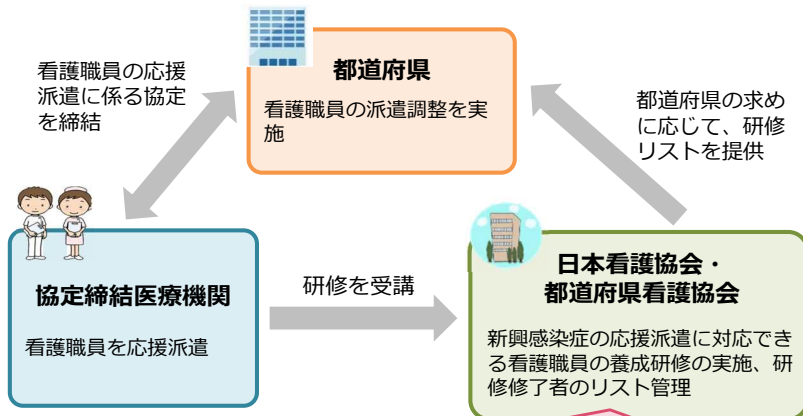 看護職員の応援
派遣に係る協定
を締結
都道府県
看護職員の派遣調整を実
施
都道府県の求め
に応じて、研修
リストを提供
協定締結医療機関
看護職員を応援派遣
研修を受講
日本看護協会・
都道府県看護協会
新興感染症の応援派遣に対応でき
る看護職員の養成研修の実施、研
修修了者のリスト管理